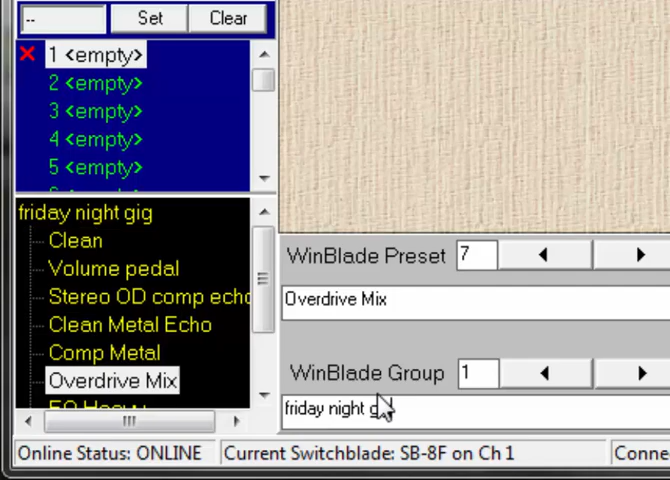 --
Set
Clear
1 <empty>
2 <empty>
3 <empty>
4 <empty>
5 <empty>
friday night gig
Clean
Volume pedal
Stereo OD comp echo
Clean Metal Echo
Comp Metal
Overdrive Mix
EQ Heavy
WinBlade Preset 7
Overdrive Mix
WinBlade Group 1
friday night
Online Status: ONLINE
Current Switchblade: SB-8F on Ch 1